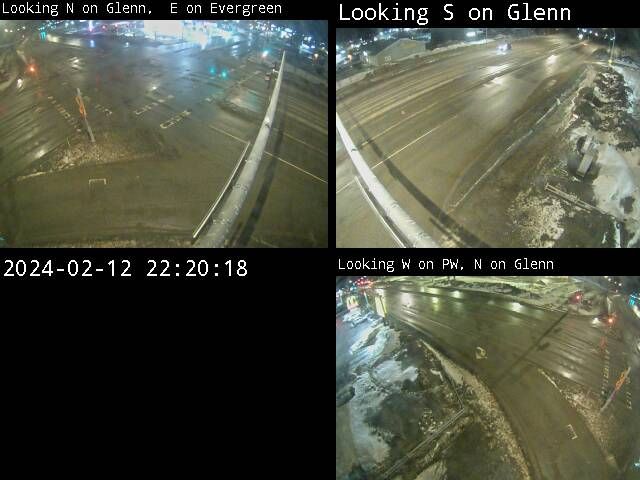 Looking N on Glenn, E on Evergreen
Looking S on Glenn
2024-02-12 22:20:18
Looking W on PW, N on Glenn